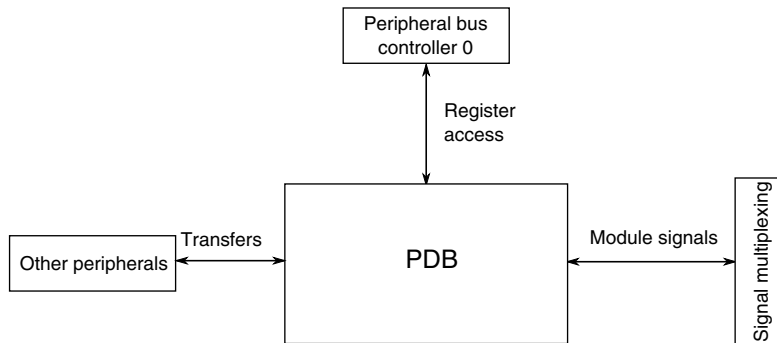 Peripheral bus
controller 0
Register
access
Transfers
Other peripherals
PDB
Module signals
Signal multiplexing